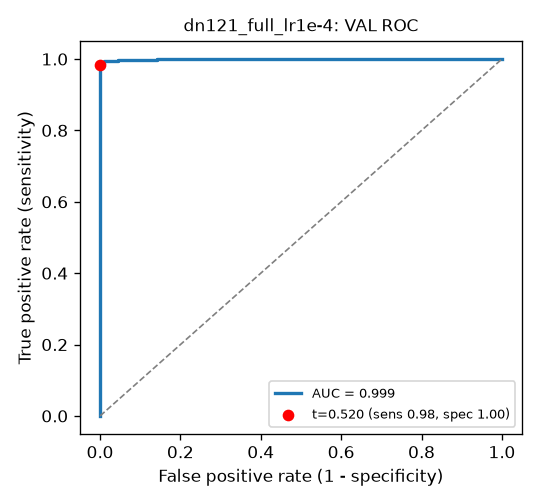 dn121_full_lr1e-4: VAL ROC
True positive rate (sensitivity)
1.0
0.8
0.6
0.4
0.2
0.0
AUC = 0.999
t=0.520 (sens 0.98, spec 1.00)
0.0 0.2 0.4 0.6 0.8 1.0
False positive rate (1 - specificity)